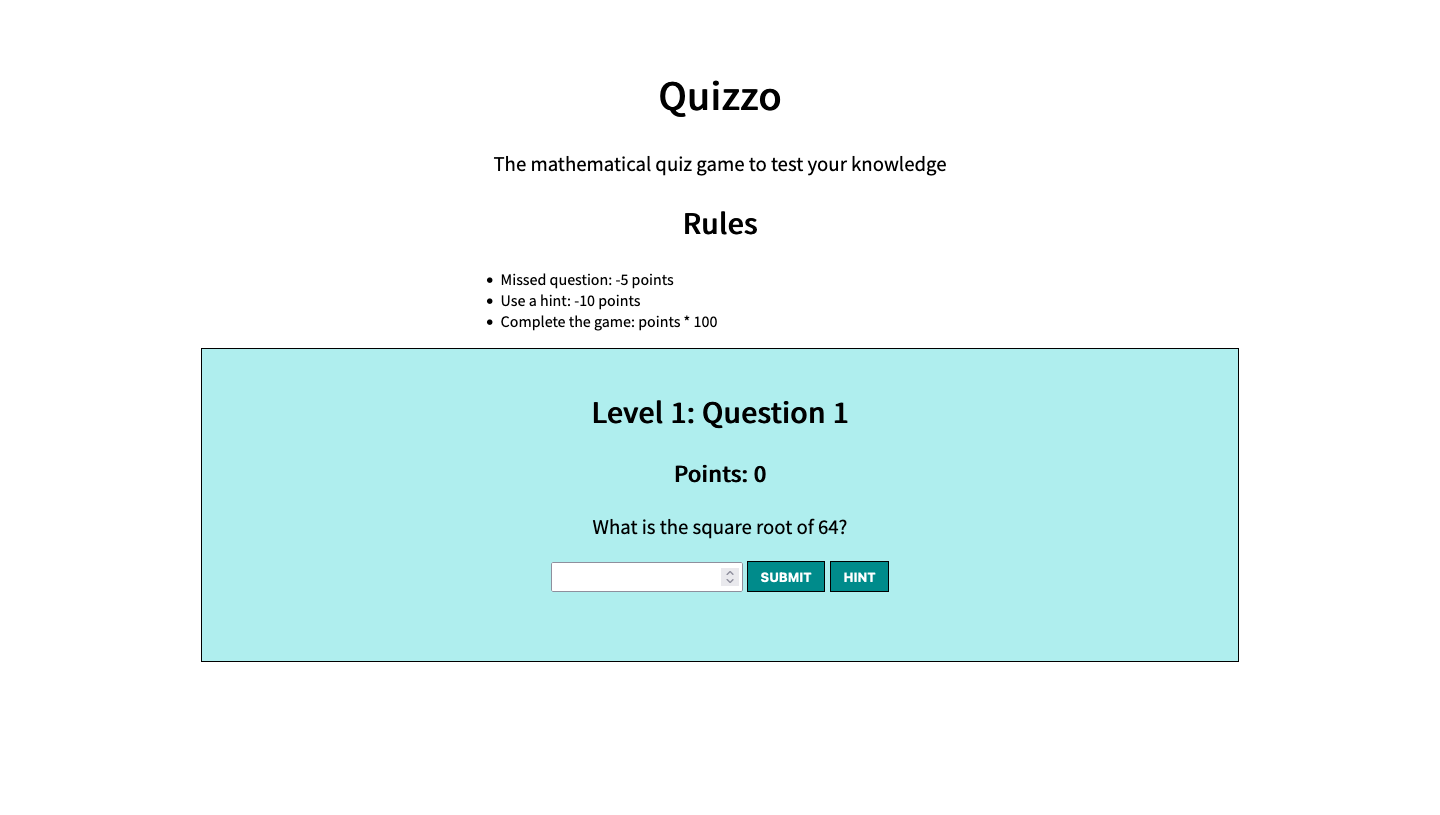 Quizzo
The mathematical quiz game to test your knowledge
Rules
• Missed question: -5 points
• Use a hint: -10 points
• Complete the game: points * 100
Level 1: Question 1
Points: 0
What is the square root of 64?
SUBMIT HINT